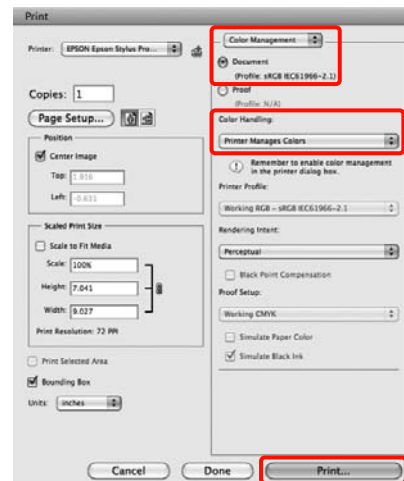 Print
Printer: EPSON Epson Stylus Pro...
Copies: 1
Page Setup...
Position
Center Image
Top: 1.816
Left: -0.631
Scaled Print Size
Scale to Fit Media
Scale: 100%
Height: 7.041
Width: 9.027
Print Resolution: 72 PPI
Print Selected Area
Bounding Box
Units: inches
Color Management
Document
(Profile: sRGB IEC61966-2.1)
Proof
(Profile: N/A)
Color Handling:
Printer Manages Colors
Remember to enable color management
in the printer dialog box.
Printer Profile:
Working RGB - sRGB IEC61966-2.1
Rendering Intent:
Perceptual
Black Point Compensation
Proof Setup:
Working CMYK
Simulate Paper Color
Simulate Black Ink
Cancel
Done
Print...